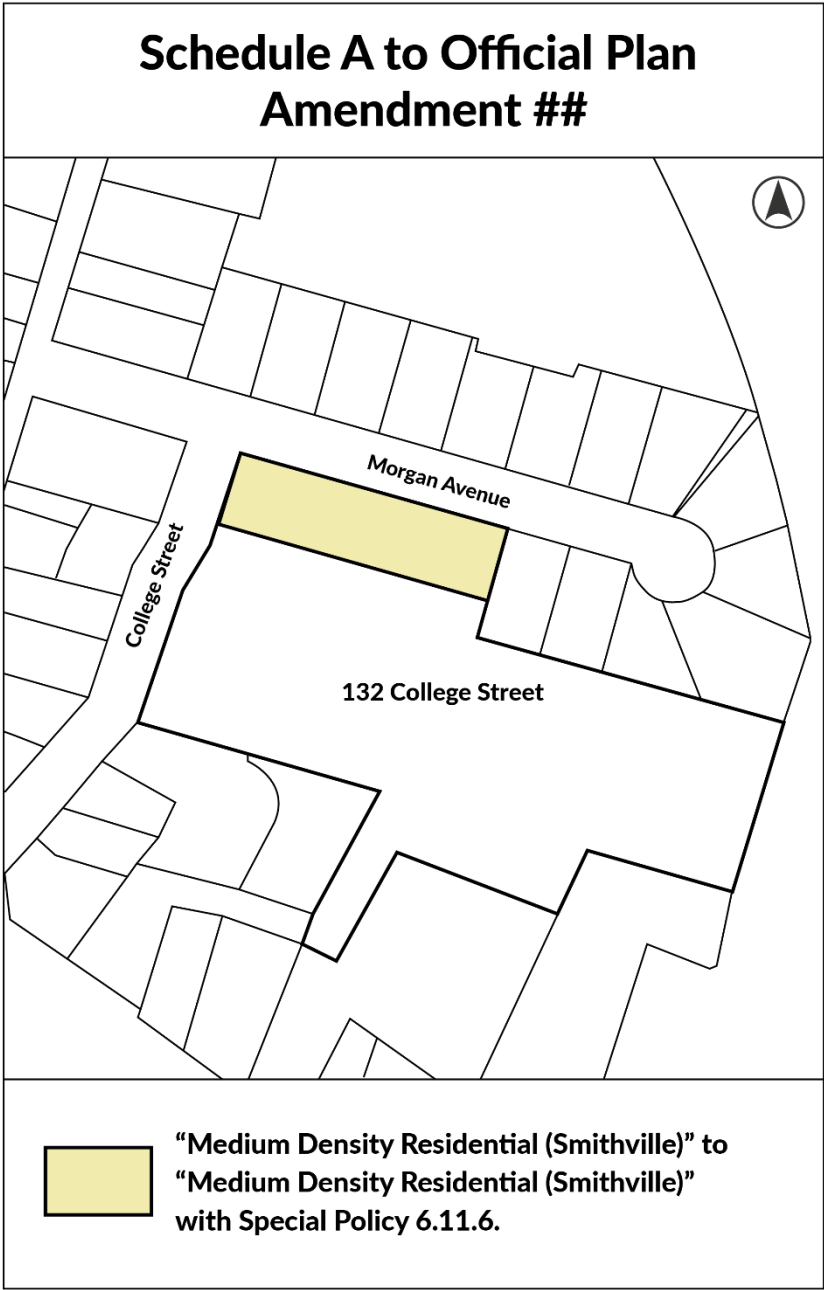 Schedule A to Official Plan
Amendment ##
Morgan Avenue
College Street
132 College Street
“Medium Density Residential (Smithville)” to
“Medium Density Residential (Smithville)”
with Special Policy 6.11.6.